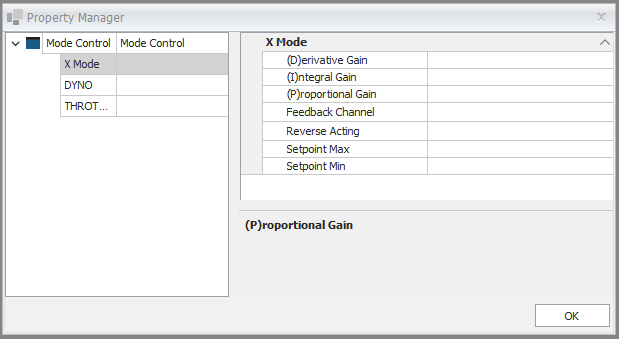 Property Manager
Mode Control Mode Control
X Mode
DYNO
THROT...
X Mode
(D)erivative Gain
(I)ntegral Gain
(P)roportional Gain
Feedback Channel
Reverse Acting
Setpoint Max
Setpoint Min
(P)roportional Gain
OK